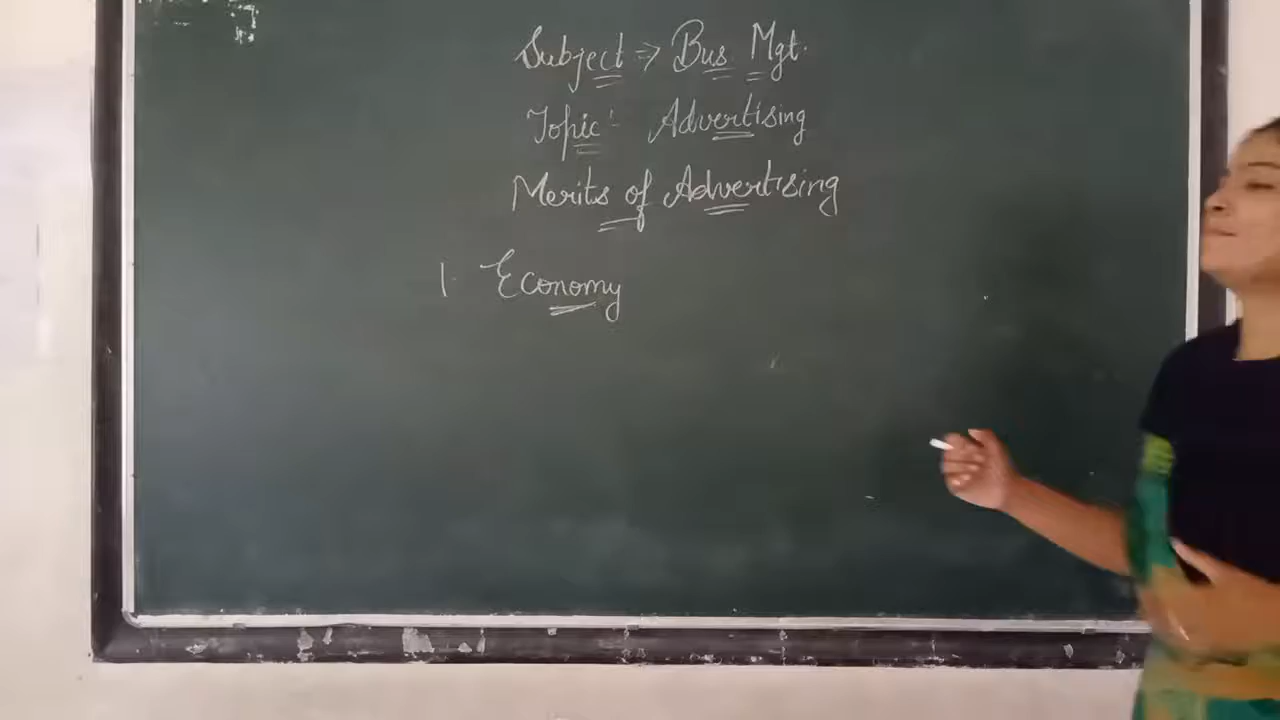 Subject => Bus Mgt.
Topic:- Advertising
Merits of Advertising
1. Economy